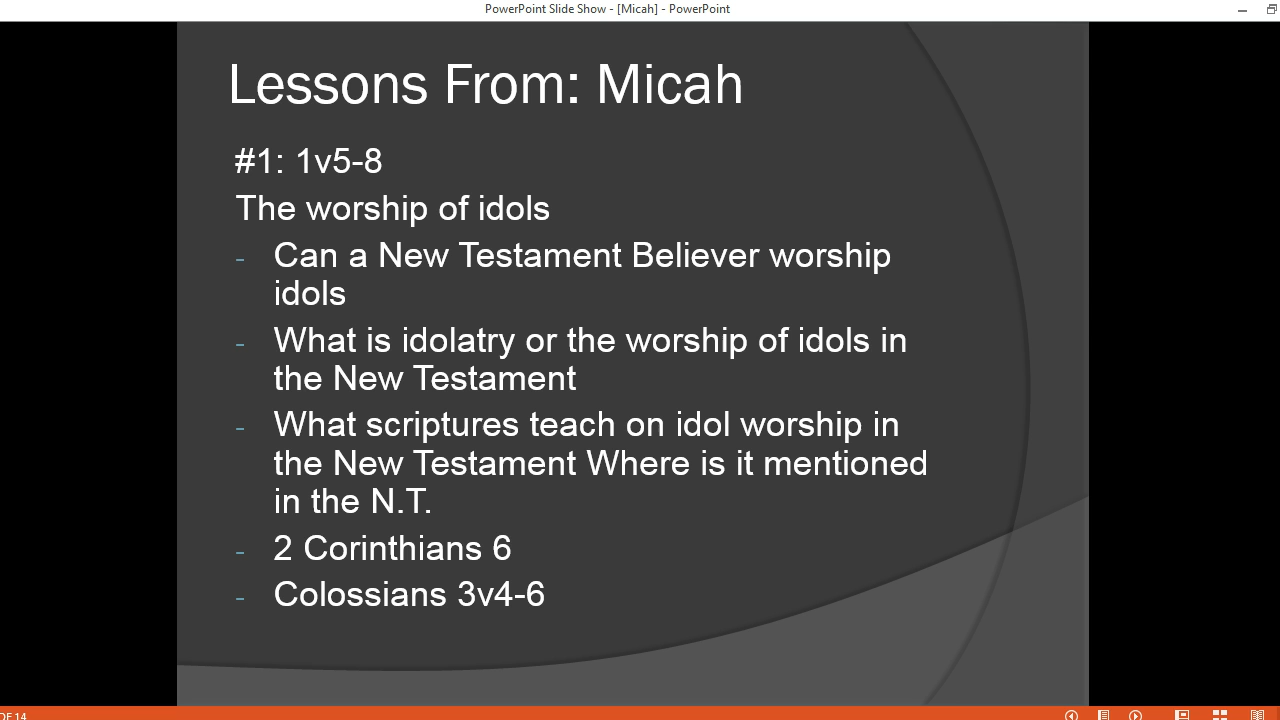 PowerPoint Slide Show - [Micah] - PowerPoint
Lessons From: Micah
#1: 1v5-8
The worship of idols
- Can a New Testament Believer worship
idols
- What is idolatry or the worship of idols in
the New Testament
- What scriptures teach on idol worship in
the New Testament Where is it mentioned
in the N.T.
- 2 Corinthians 6
- Colossians 3v4-6
OF 14